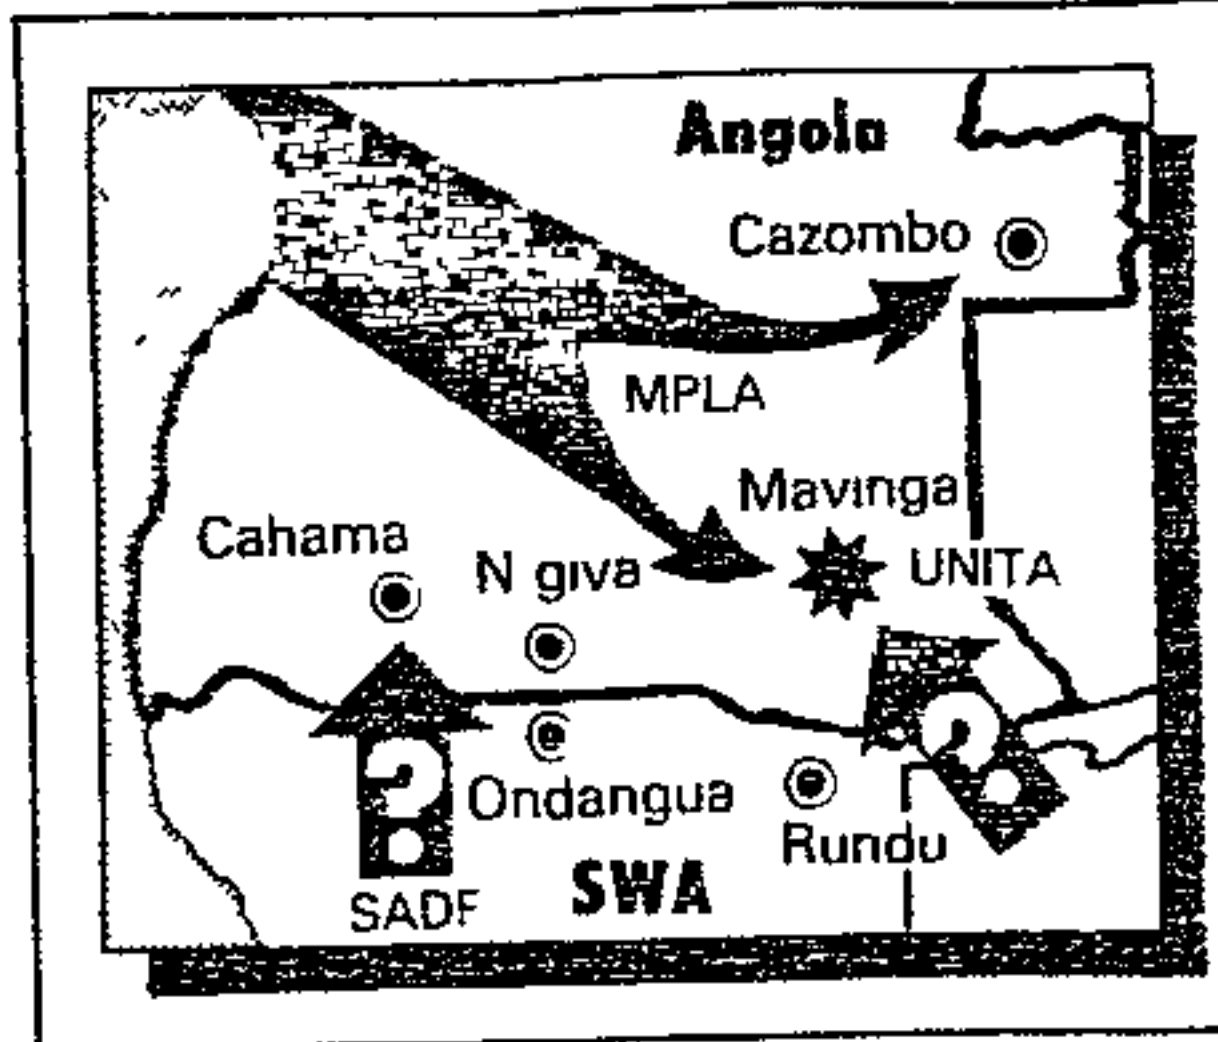 Angola
Cazombo
MPLA
Mavinga
Cahama
N giva
UNITA
?
?
Ondangua
Rundu
SWA
SADF